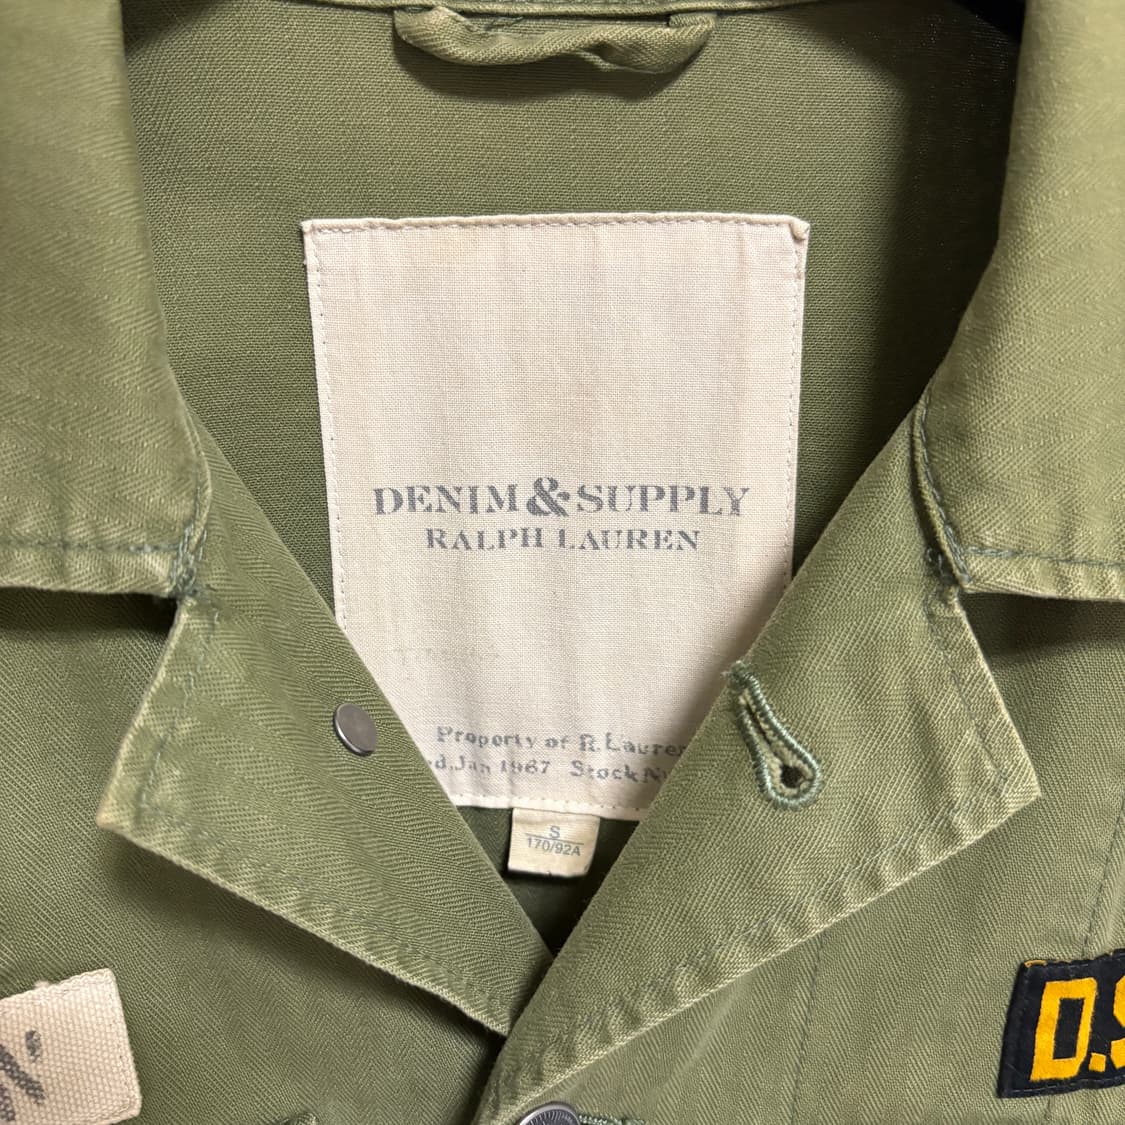 DENIM & SUPPLY
RALPH LAUREN
Property of R. Lauren
d. Jan 1967 Stock N
S
170/92A
D.S